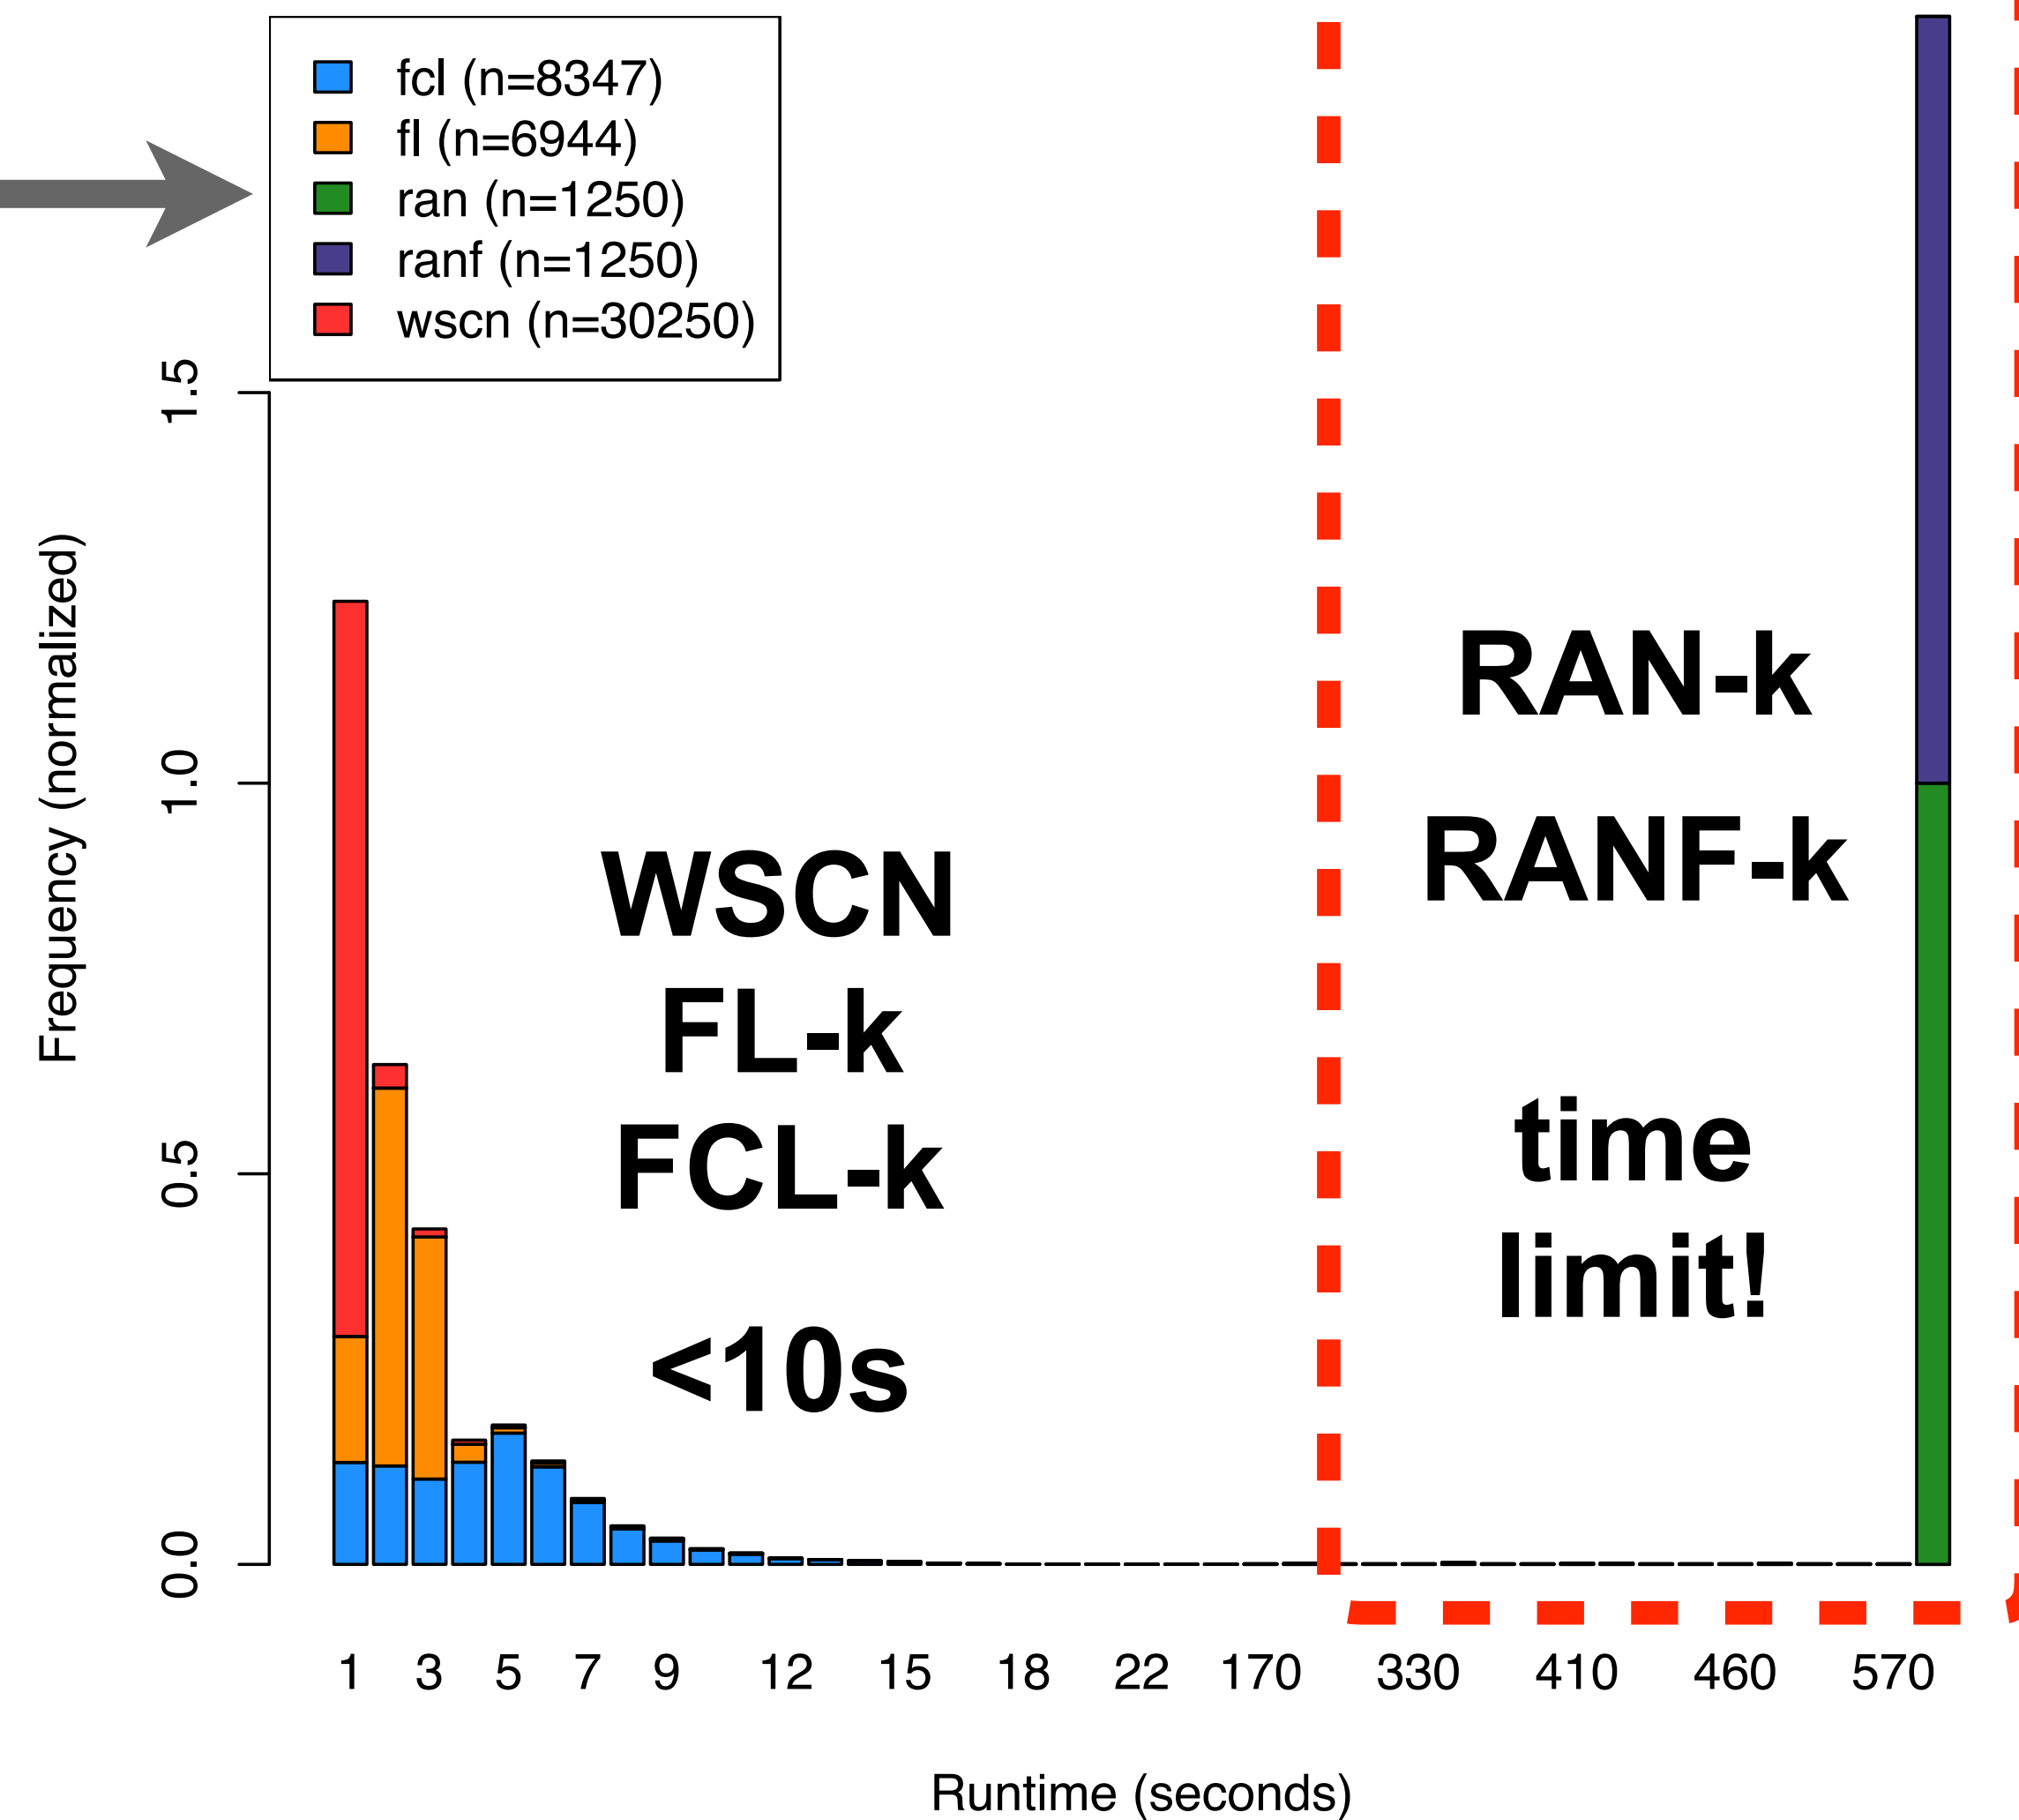 fcl (n=8347)
fl (n=6944)
ran (n=1250)
ranf (n=1250)
wscn (n=30250)
1.5
1.0
0.5
0.0
Frequency (normalized)
WSCN
FL-k
FCL-k
<10s
RAN-k
RANF-k
time
limit!
1 3 5 7 9 12 15 18 22 170 330 410 460 570
Runtime (seconds)